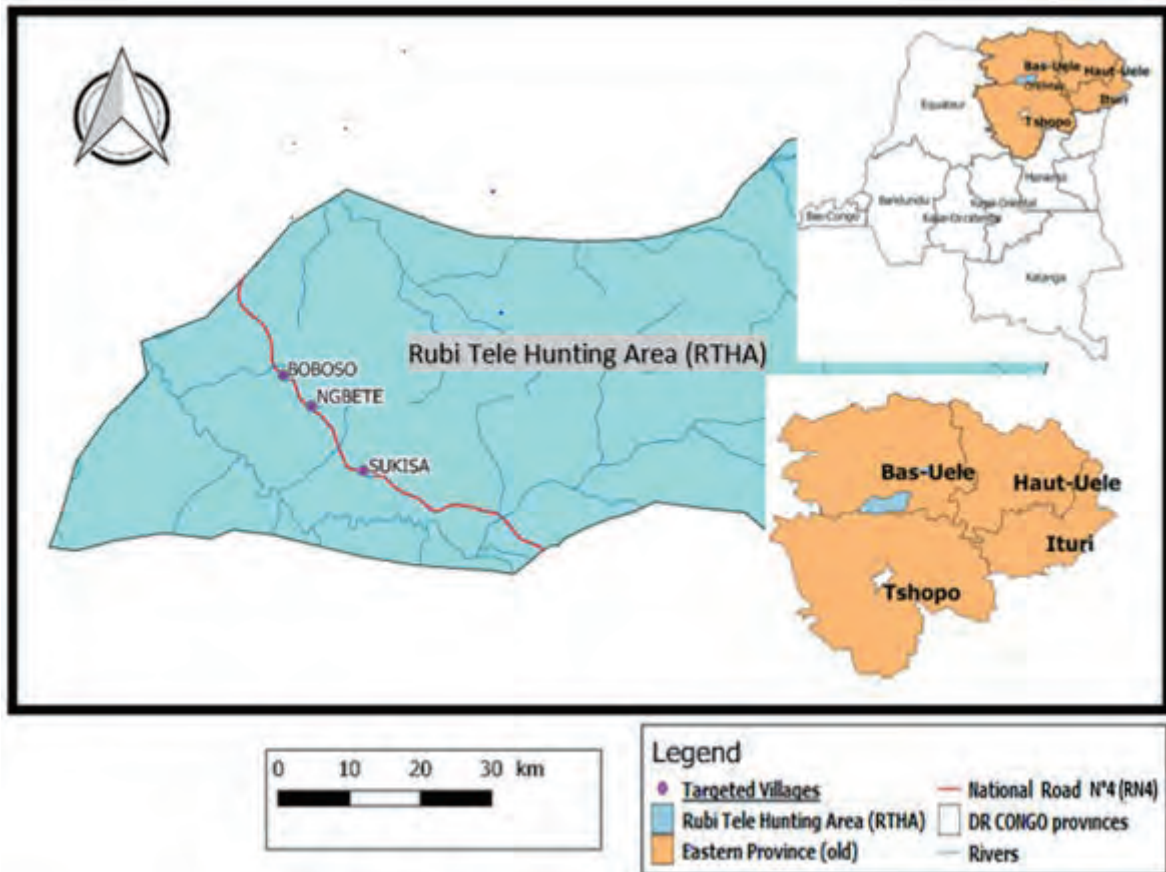 Bas-Uele
Haut-Uele
Ituri
Equateur
Tshopo
Maniema
Bandundu
Kasai-Oriental
Bas-Congo
Kasai-Occidental
Katanga
Rubi Tele Hunting Area (RTHA)
BOBOSO
NGBETE
SUKISA
Bas-Uele
Haut-Uele
Ituri
Tshopo
0 10 20 30 km
Legend
Targeted Villages
National Road N°4 (RN4)
Rubi Tele Hunting Area (RTHA)
DR CONGO provinces
Eastern Province (old)
Rivers